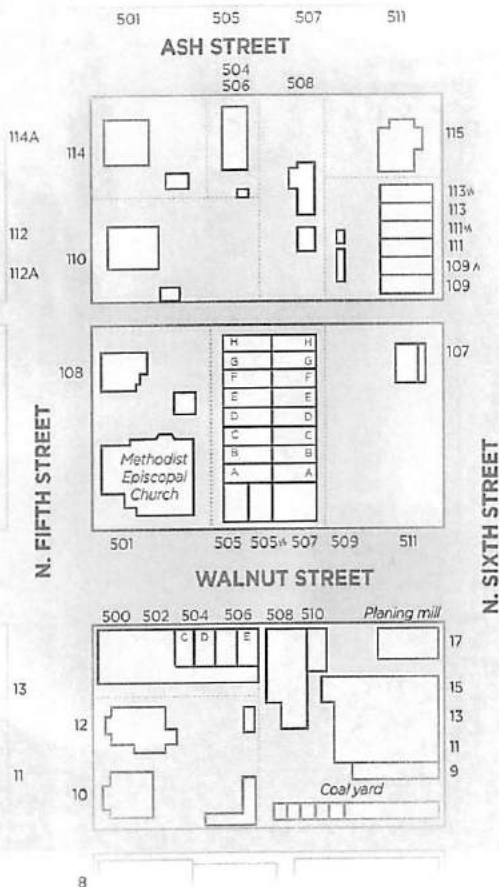 501 505 507 511
ASH STREET
504
506 508
114A 114 115
113½
113
111½
112 111
112A 110 109 A
109
H H
108 G G 107
F F
E E
D D
C C
B B
A A
Methodist
Episcopal
Church
N. FIFTH STREET
N. SIXTH STREET
501 505 505½ 507 509 511
WALNUT STREET
500 502 504 506 508 510 Planing mill
C D E 17
13 15
12 13
11 11
10 9
Coal yard
8